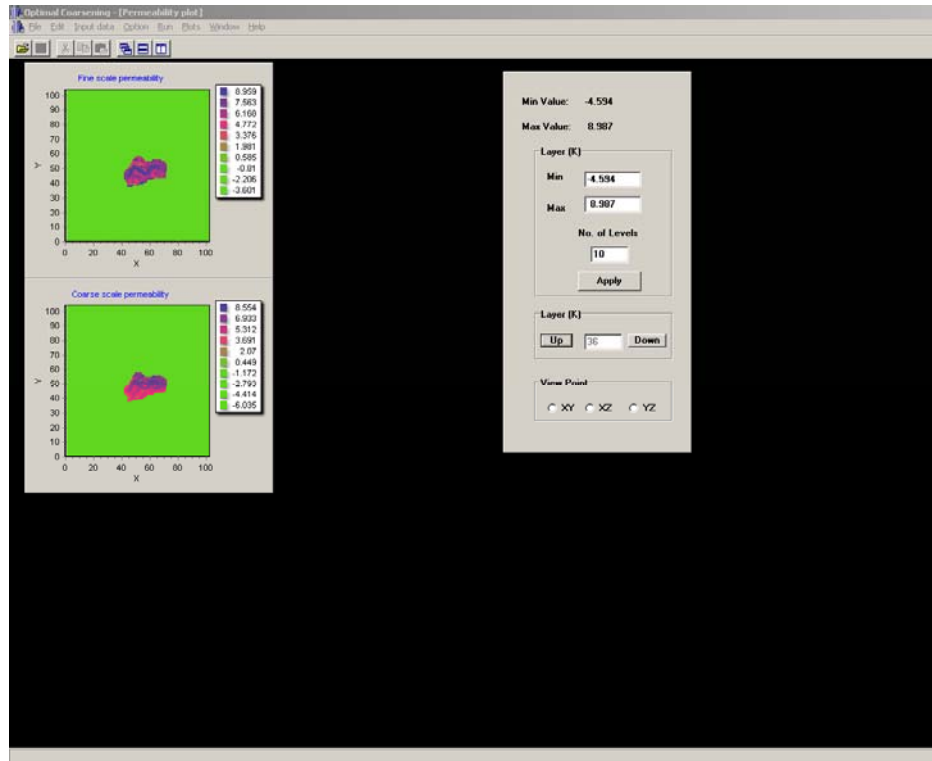 Optimal Coarsening - [Permeability plot]
File Edit Input data Option Run Plots Window Help
Fine scale permeability
100
90
80
70
60
50
40
30
20
10
0
Y
0 20 40 60 80 100
X
8.959
7.563
6.168
4.772
3.376
1.981
0.585
-0.81
-2.206
-3.601
Coarse scale permeability
100
90
80
70
60
50
40
30
20
10
0
Y
0 20 40 60 80 100
X
8.554
6.933
5.312
3.691
2.07
0.449
-1.172
-2.793
-4.414
-6.035
Min Value: -4.594
Max Value: 8.987
Layer (K)
Min -4.594
Max 8.987
No. of Levels
10
Apply
Layer (K)
Up 36 Down
View Point
XY XZ YZ